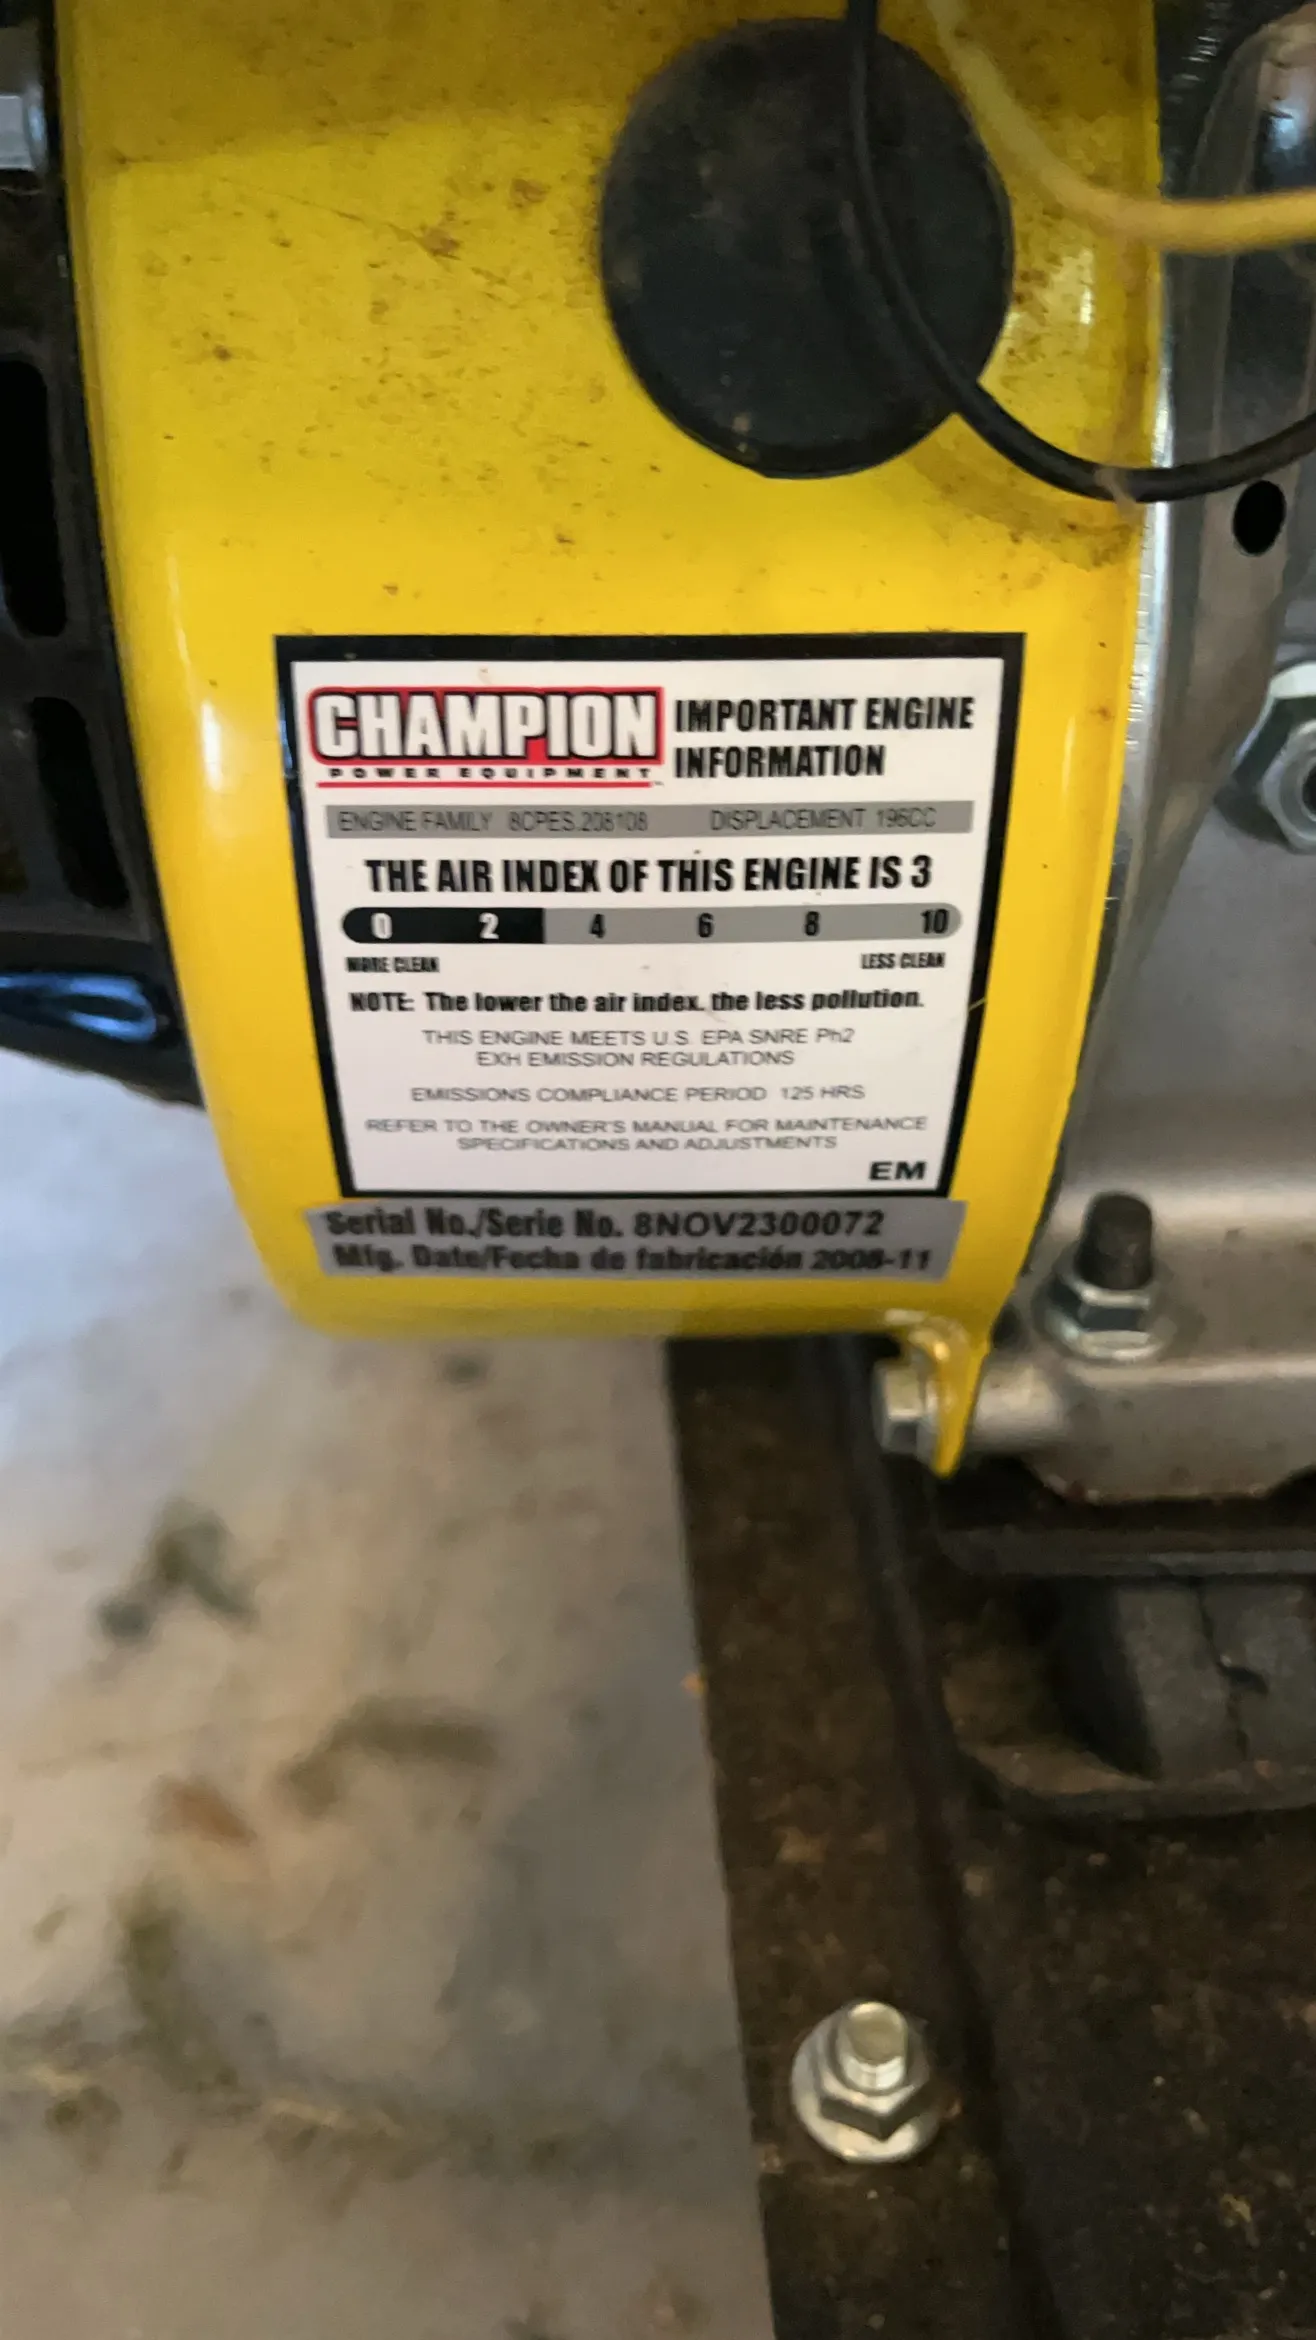 CHAMPION
POWER EQUIPMENT
IMPORTANT ENGINE
INFORMATION
ENGINE FAMILY 8CPES.208108 DISPLACEMENT 196CC
THE AIR INDEX OF THIS ENGINE IS 3
0 2 4 6 8 10
MORE CLEAN LESS CLEAN
NOTE: The lower the air index, the less pollution.
THIS ENGINE MEETS U.S. EPA SNRE Ph2
EXH EMISSION REGULATIONS
EMISSIONS COMPLIANCE PERIOD 125 HRS
REFER TO THE OWNER'S MANUAL FOR MAINTENANCE
SPECIFICATIONS AND ADJUSTMENTS
EM
Serial No./Serie No. 8NOV2300072
Mfg. Date/Fecha de fabricación 2008-11